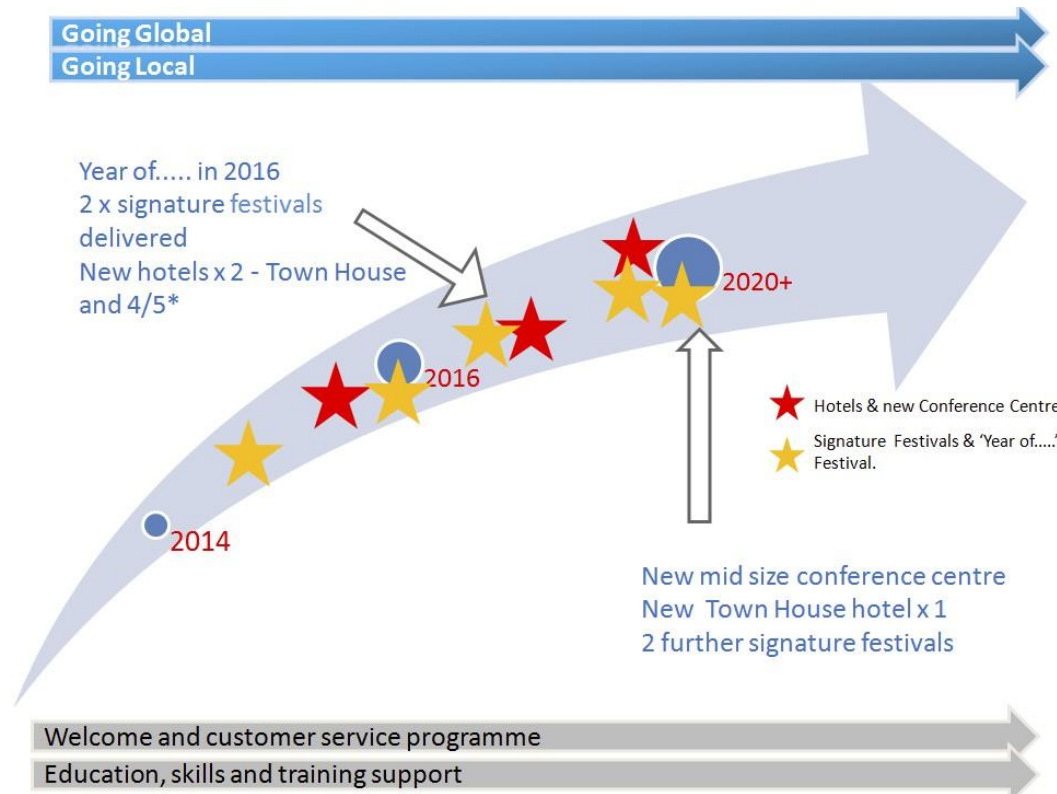 Going Global
Going Local
Year of..... in 2016
2 x signature festivals
delivered
New hotels x 2 - Town House
and 4/5*
2020+
2016
2014
Hotels & new Conference Centre
Signature Festivals & ‘Year of.....’
Festival.
New mid size conference centre
New Town House hotel x 1
2 further signature festivals
Welcome and customer service programme
Education, skills and training support